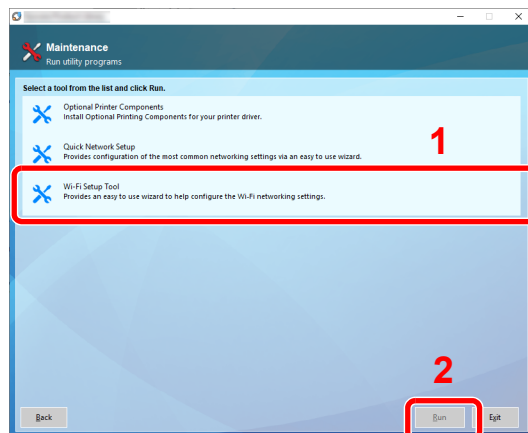 Maintenance
Run utility programs
Select a tool from the list and click Run.
Optional Printer Components
Install Optional Printing Components for your printer driver.
1
Quick Network Setup
Provides configuration of the most common networking settings via an easy to use wizard.
Wi-Fi Setup Tool
Provides an easy to use wizard to help configure the Wi-Fi networking settings.
2
Back
Run
Exit